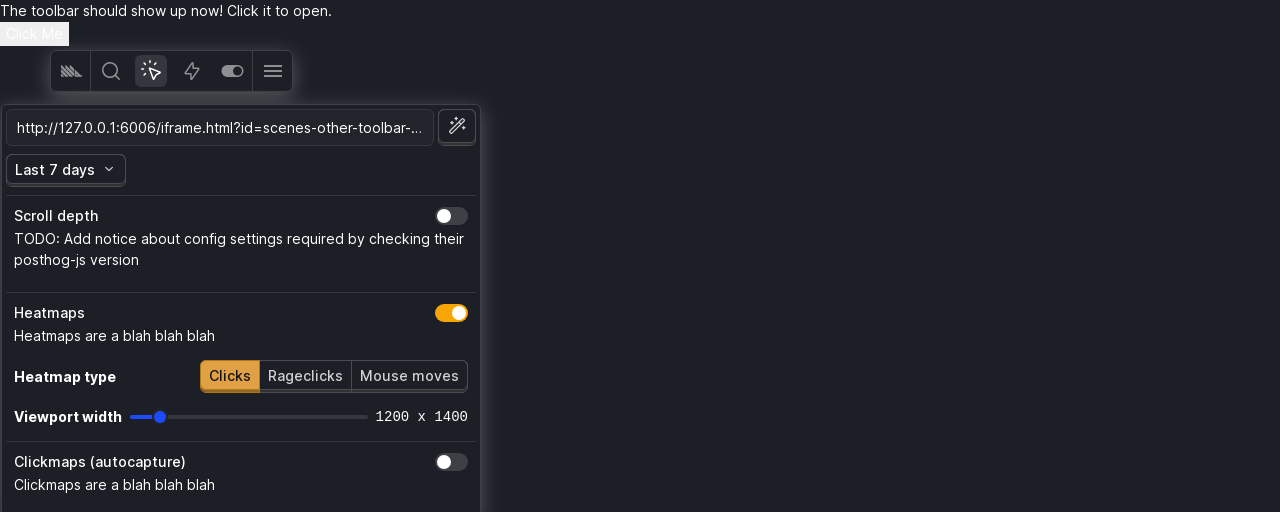 The toolbar should show up now! Click it to open.
Click Me
http://127.0.0.1:6006/iframe.html?id=scenes-other-toolbar-...
Last 7 days
Scroll depth
TODO: Add notice about config settings required by checking their
posthog-js version
Heatmaps
Heatmaps are a blah blah blah
Heatmap type Clicks Rageclicks Mouse moves
Viewport width 1200 x 1400
Clickmaps (autocapture)
Clickmaps are a blah blah blah